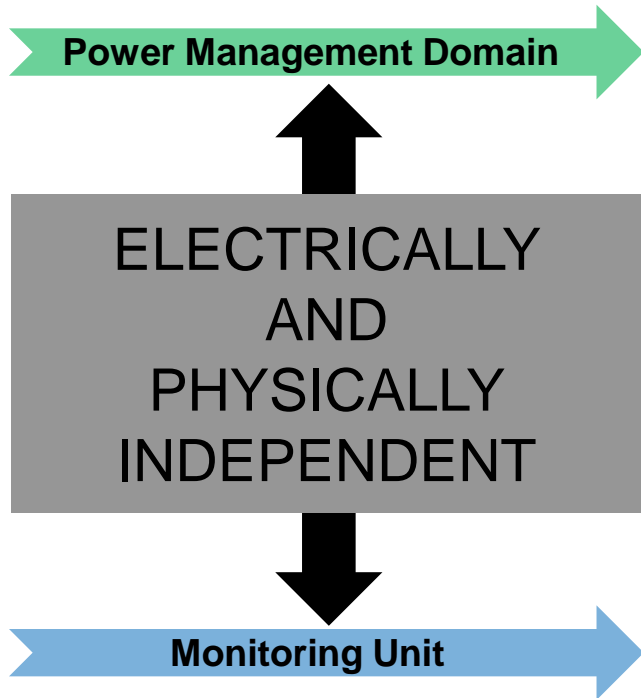 Power Management Domain
ELECTRICALLY
AND
PHYSICALLY
INDEPENDENT
Monitoring Unit